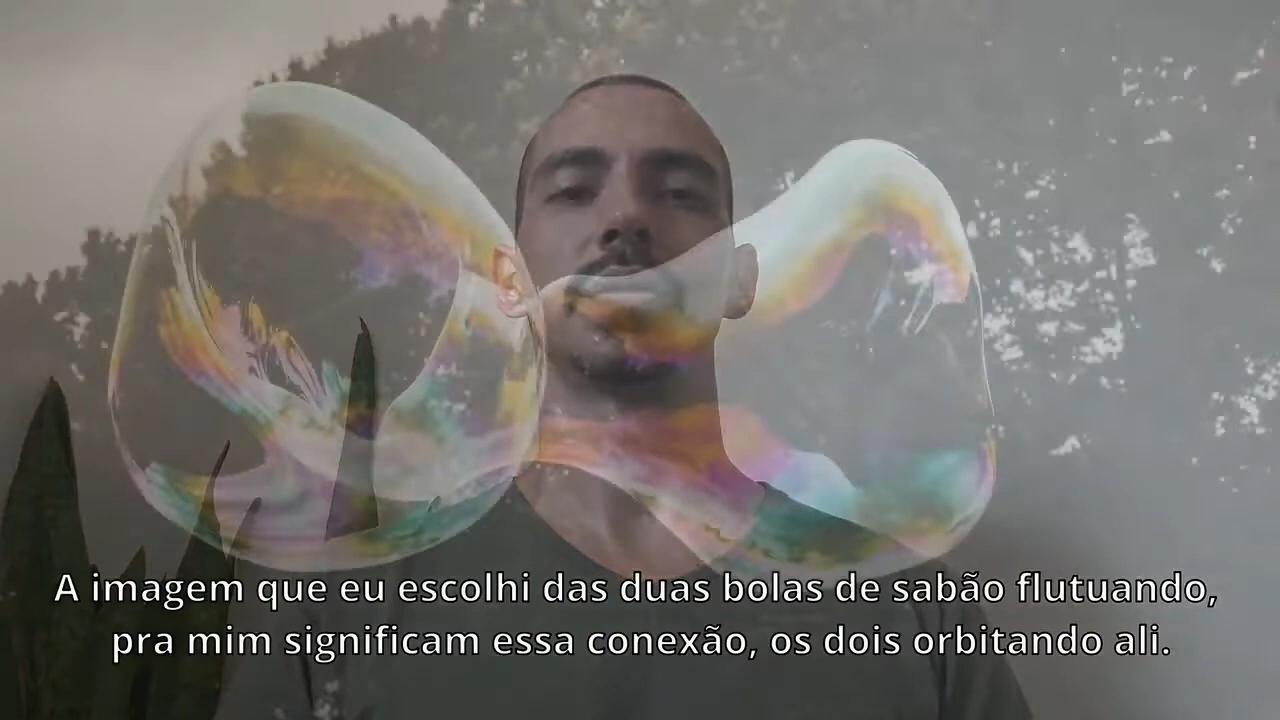 A imagem que eu escolhi das duas bolas de sabão flutuando,
pra mim significam essa conexão, os dois orbitando ali.